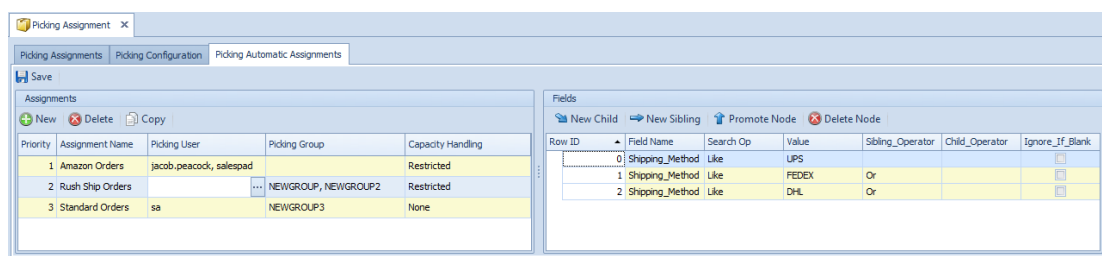 Picking Assignment ×
Picking Assignments Picking Configuration Picking Automatic Assignments
Save
Assignments
New Delete Copy
Priority Assignment Name Picking User Picking Group Capacity Handling
1 Amazon Orders jacob.peacock, salespad Restricted
2 Rush Ship Orders ... NEWGROUP, NEWGROUP2 Restricted
3 Standard Orders sa NEWGROUP3 None
Fields
New Child New Sibling Promote Node Delete Node
Row ID Field Name Search Op Value Sibling_Operator Child_Operator Ignore_If_Blank
0 Shipping_Method Like UPS
1 Shipping_Method Like FEDEX Or
2 Shipping_Method Like DHL Or